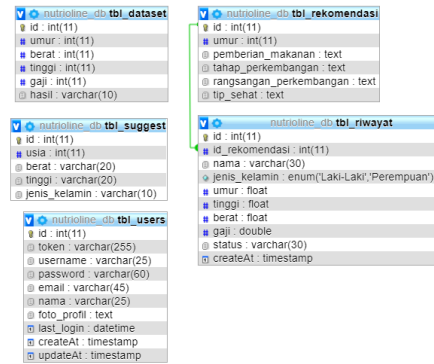 nutrioline_db tbl_dataset
id : int(11)
umur : int(11)
berat : int(11)
tinggi : int(11)
gaji : int(11)
hasil : varchar(10)
nutrioline_db tbl_rekomendasi
id : int(11)
umur : int(11)
pemberian_makanan : text
tahap_perkembangan : text
rangsangan_perkembangan : text
tip_sehat : text
nutrioline_db tbl_suggest
id : int(11)
usia : int(11)
berat : varchar(20)
tinggi : varchar(20)
jenis_kelamin : varchar(10)
nutrioline_db tbl_riwayat
id : int(11)
id_rekomendasi : int(11)
nama : varchar(30)
jenis_kelamin : enum('Laki-Laki','Perempuan')
umur : float
tinggi : float
berat : float
gaji : double
status : varchar(30)
createAt : timestamp
nutrioline_db tbl_users
id : int(11)
token : varchar(255)
username : varchar(25)
password : varchar(60)
email : varchar(45)
nama : varchar(25)
foto_profil : text
last_login : datetime
createAt : timestamp
updateAt : timestamp